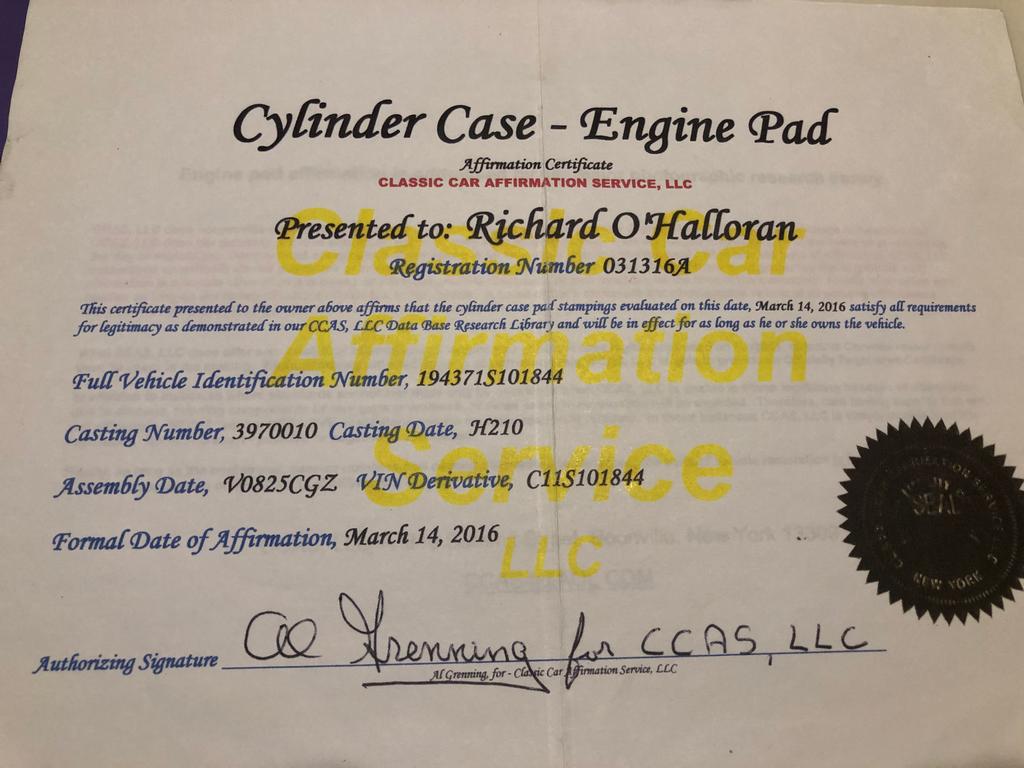 Cylinder Case - Engine Pad
Affirmation Certificate
CLASSIC CAR AFFIRMATION SERVICE, LLC
Presented to: Richard O'Halloran
Registration Number 031316A
This certificate presented to the owner above affirms that the cylinder case pad stampings evaluated on this date, March 14, 2016 satisfy all requirements
for legitimacy as demonstrated in our CCAS, LLC Data Base Research Library and will be in effect for as long as he or she owns the vehicle.
Full Vehicle Identification Number, 194371S101844
Casting Number, 3970010 Casting Date, H210
Assembly Date, V0825CGZ VIN Derivative, C11S101844
Formal Date of Affirmation, March 14, 2016
Classic Car
Affirmation
Service
LLC
SEAL
NEW YORK
Authorizing Signature Al Grenning for CCAS, LLC
Al Grenning, for - Classic Car Affirmation Service, LLC